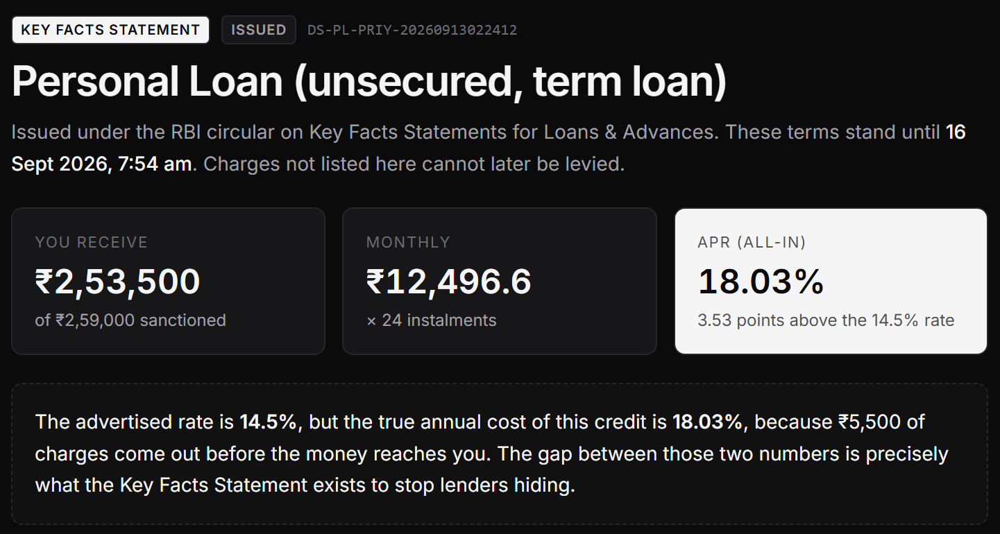 KEY FACTS STATEMENT ISSUED DS-PL-PRIY-20260913022412
Personal Loan (unsecured, term loan)
Issued under the RBI circular on Key Facts Statements for Loans & Advances. These terms stand until 16
Sept 2026, 7:54 am. Charges not listed here cannot later be levied.
YOU RECEIVE
₹2,53,500
of ₹2,59,000 sanctioned
MONTHLY
₹12,496.6
× 24 instalments
APR (ALL-IN)
18.03%
3.53 points above the 14.5% rate
The advertised rate is 14.5%, but the true annual cost of this credit is 18.03%, because ₹5,500 of
charges come out before the money reaches you. The gap between those two numbers is precisely
what the Key Facts Statement exists to stop lenders hiding.